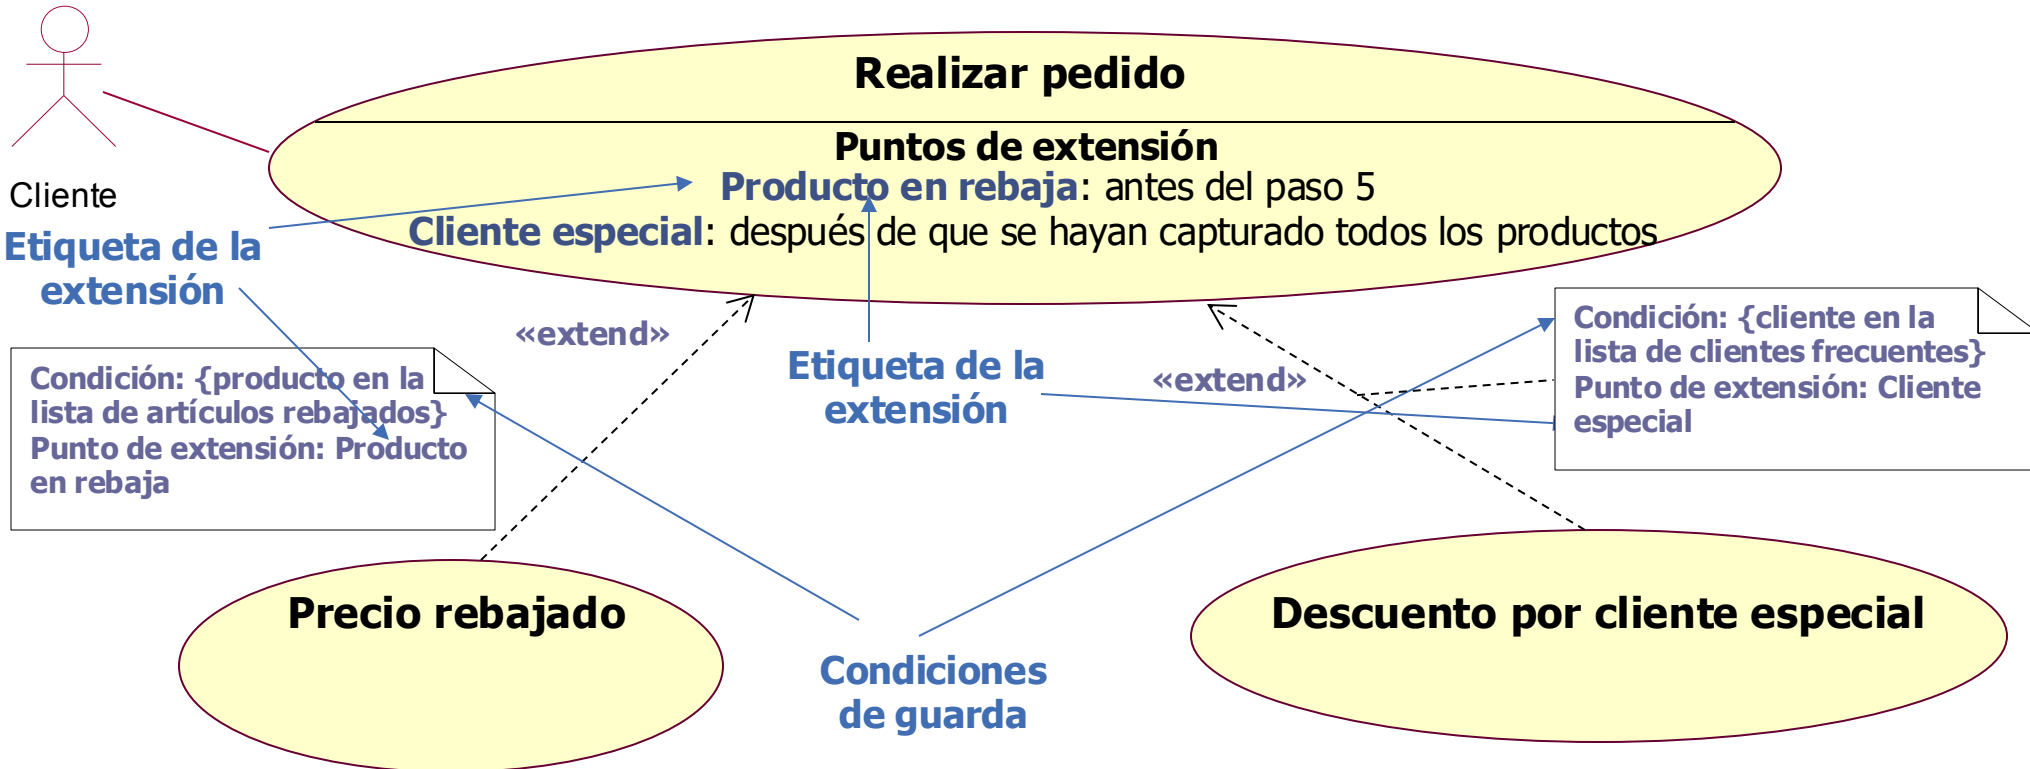 Realizar pedido
Puntos de extensión
Producto en rebaja: antes del paso 5
Cliente especial: después de que se hayan capturado todos los productos
Cliente
Etiqueta de la
extensión
«extend»
Condición: {producto en la
lista de artículos rebajados}
Punto de extensión: Producto
en rebaja
Etiqueta de la
extensión
«extend»
Condición: {cliente en la
lista de clientes frecuentes}
Punto de extensión: Cliente
especial
Precio rebajado
Condiciones
de guarda
Descuento por cliente especial